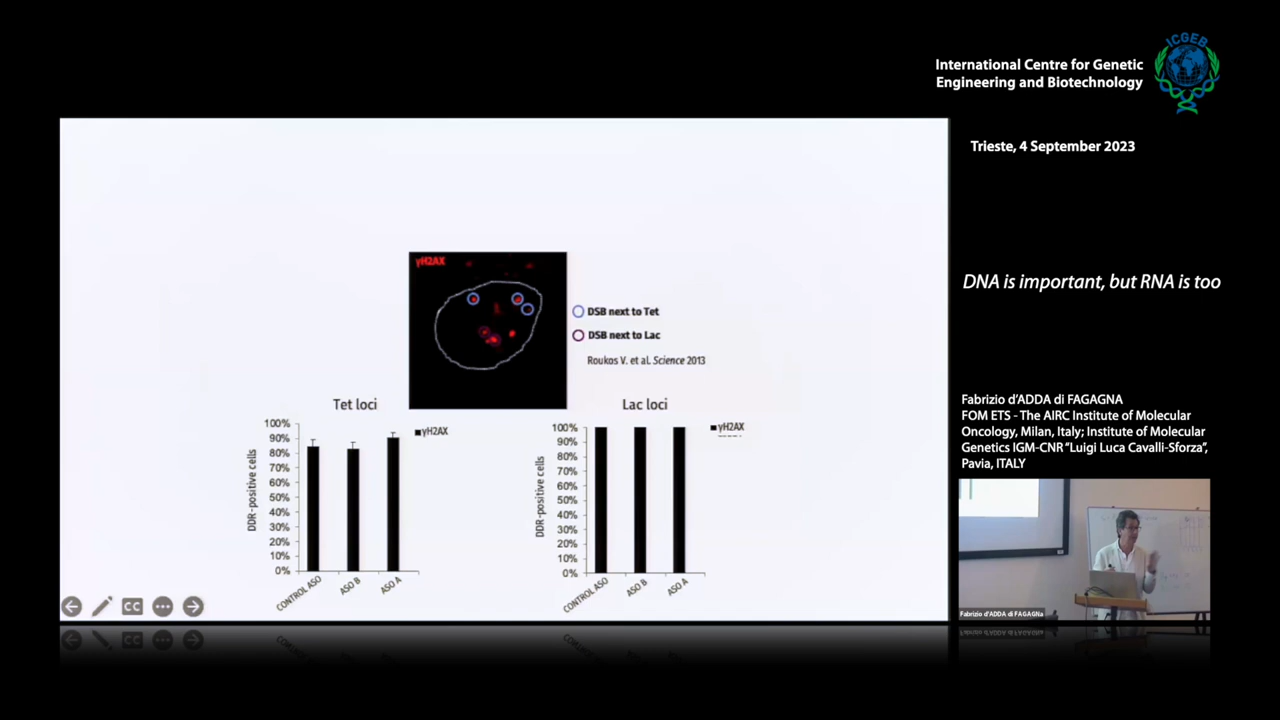 International Centre for Genetic
Engineering and Biotechnology
ICGEB
Trieste, 4 September 2023
DNA is important, but RNA is too
Fabrizio d'ADDA di FAGAGNA
FOM ETS - The AIRC Institute of Molecular
Oncology, Milan, Italy; Institute of Molecular
Genetics IGM-CNR "Luigi Luca Cavalli-Sforza",
Pavia, ITALY
Fabrizio d'ADDA di FAGAGNa
γH2AX
DSB next to Tet
DSB next to Lac
Roukos V. et al. Science 2013
Tet loci
γH2AX
DDR-positive cells
100%
90%
80%
70%
60%
50%
40%
30%
20%
10%
0%
CONTROL ASO
ASO B
ASO A
Lac loci
γH2AX
DDR-positive cells
100%
90%
80%
70%
60%
50%
40%
30%
20%
10%
0%
CONTROL ASO
ASO B
ASO A
CC